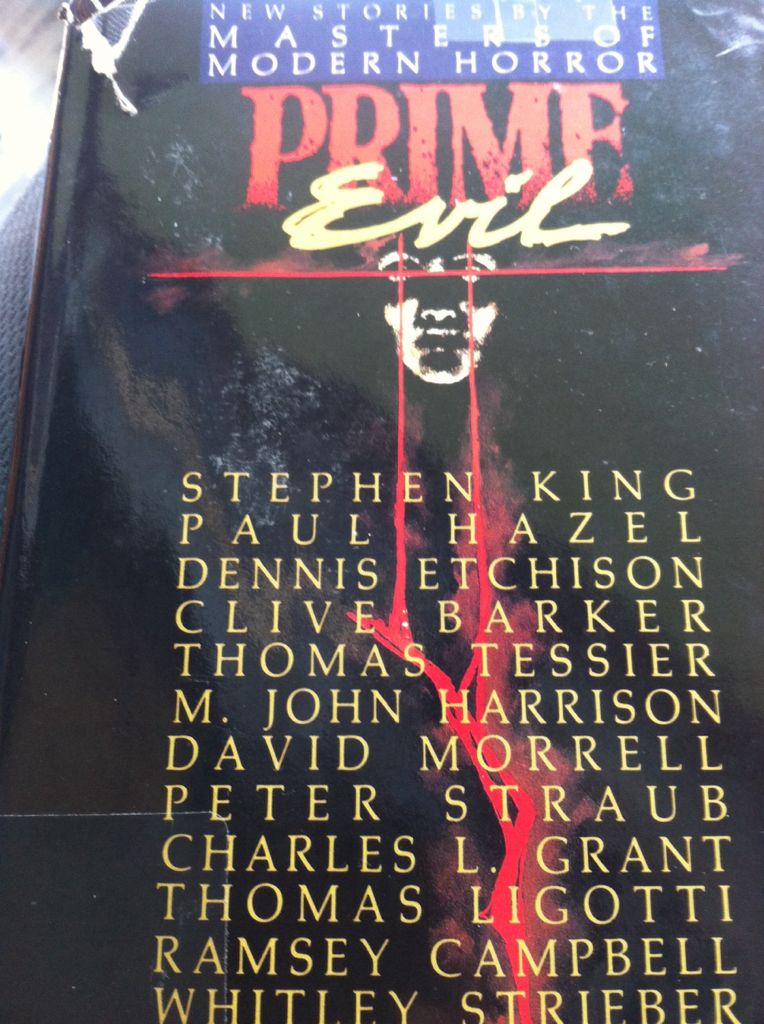 NEW STORIES BY THE
MASTERS OF
MODERN HORROR
PRIME
Evil
STEPHEN KING
PAUL HAZEL
DENNIS ETCHISON
CLIVE BARKER
THOMAS TESSIER
M. JOHN HARRISON
DAVID MORRELL
PETER STRAUB
CHARLES L. GRANT
THOMAS LIGOTTI
RAMSEY CAMPBELL
WHITLEY STRIEBER